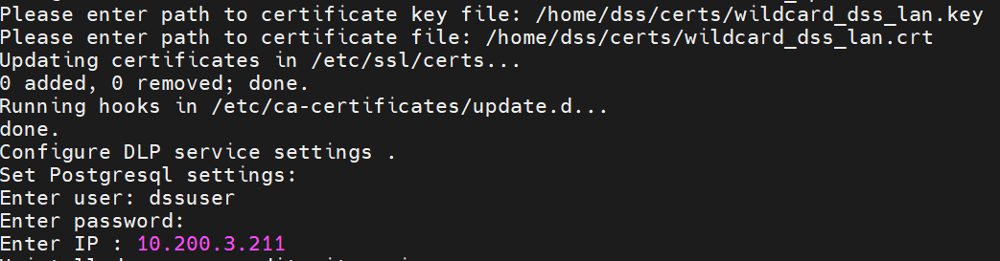 Please enter path to certificate key file: /home/dss/certs/wildcard_dss_lan.key
Please enter path to certificate file: /home/dss/certs/wildcard_dss_lan.crt
Updating certificates in /etc/ssl/certs...
0 added, 0 removed; done.
Running hooks in /etc/ca-certificates/update.d...
done.
Configure DLP service settings .
Set Postgresql settings:
Enter user: dssuser
Enter password:
Enter IP : 10.200.3.211